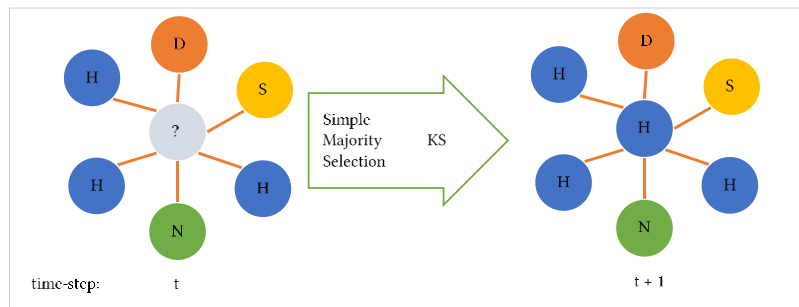 D
H
S
?
H
H
N
Simple
Majority KS
Selection
D
H
S
H
H
H
N
time-step: t
t + 1